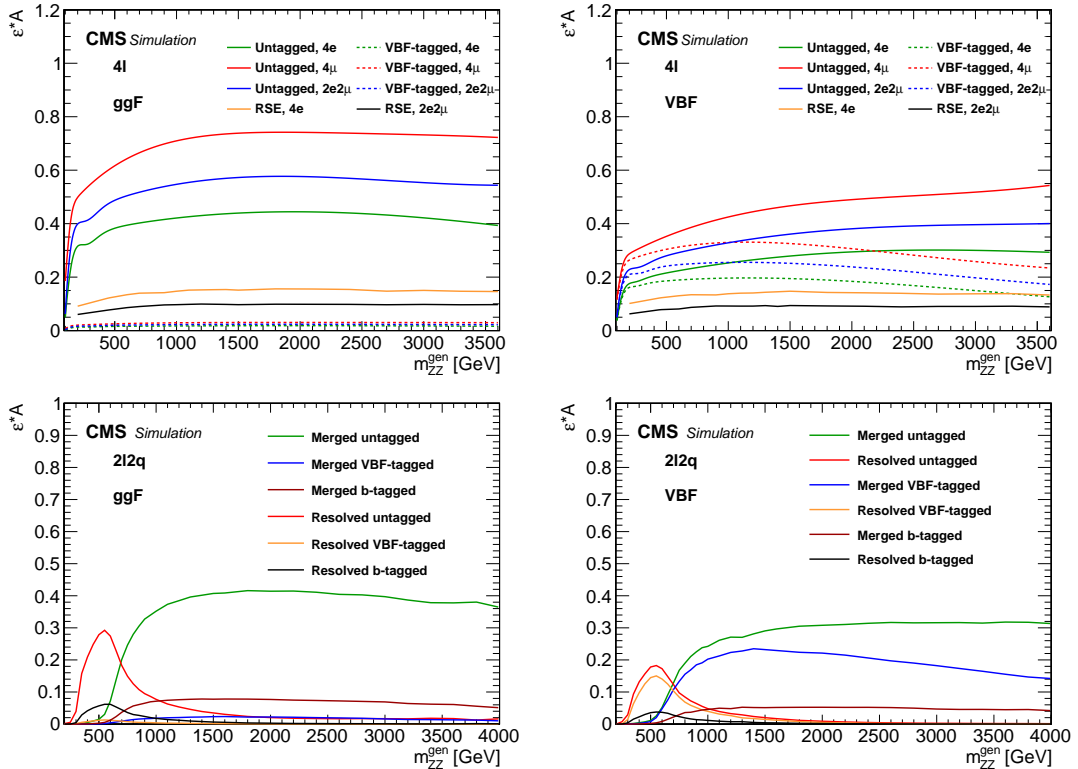 ε*A
1.2
1
0.8
0.6
0.4
0.2
0
CMS Simulation
4l
ggF
Untagged, 4e
Untagged, 4μ
Untagged, 2e2μ
RSE, 4e
VBF-tagged, 4e
VBF-tagged, 4μ
VBF-tagged, 2e2μ
RSE, 2e2μ
500 1000 1500 2000 2500 3000 3500
m_ZZ^gen [GeV]
ε*A
1.2
1
0.8
0.6
0.4
0.2
0
CMS Simulation
4l
VBF
Untagged, 4e
Untagged, 4μ
Untagged, 2e2μ
RSE, 4e
VBF-tagged, 4e
VBF-tagged, 4μ
VBF-tagged, 2e2μ
RSE, 2e2μ
500 1000 1500 2000 2500 3000 3500
m_ZZ^gen [GeV]
ε*A
1
0.9
0.8
0.7
0.6
0.5
0.4
0.3
0.2
0.1
0
CMS Simulation
2l2q
ggF
Merged untagged
Merged VBF-tagged
Merged b-tagged
Resolved untagged
Resolved VBF-tagged
Resolved b-tagged
500 1000 1500 2000 2500 3000 3500 4000
m_ZZ^gen [GeV]
ε*A
1
0.9
0.8
0.7
0.6
0.5
0.4
0.3
0.2
0.1
0
CMS Simulation
2l2q
VBF
Merged untagged
Resolved untagged
Merged VBF-tagged
Resolved VBF-tagged
Merged b-tagged
Resolved b-tagged
500 1000 1500 2000 2500 3000 3500 4000
m_ZZ^gen [GeV]